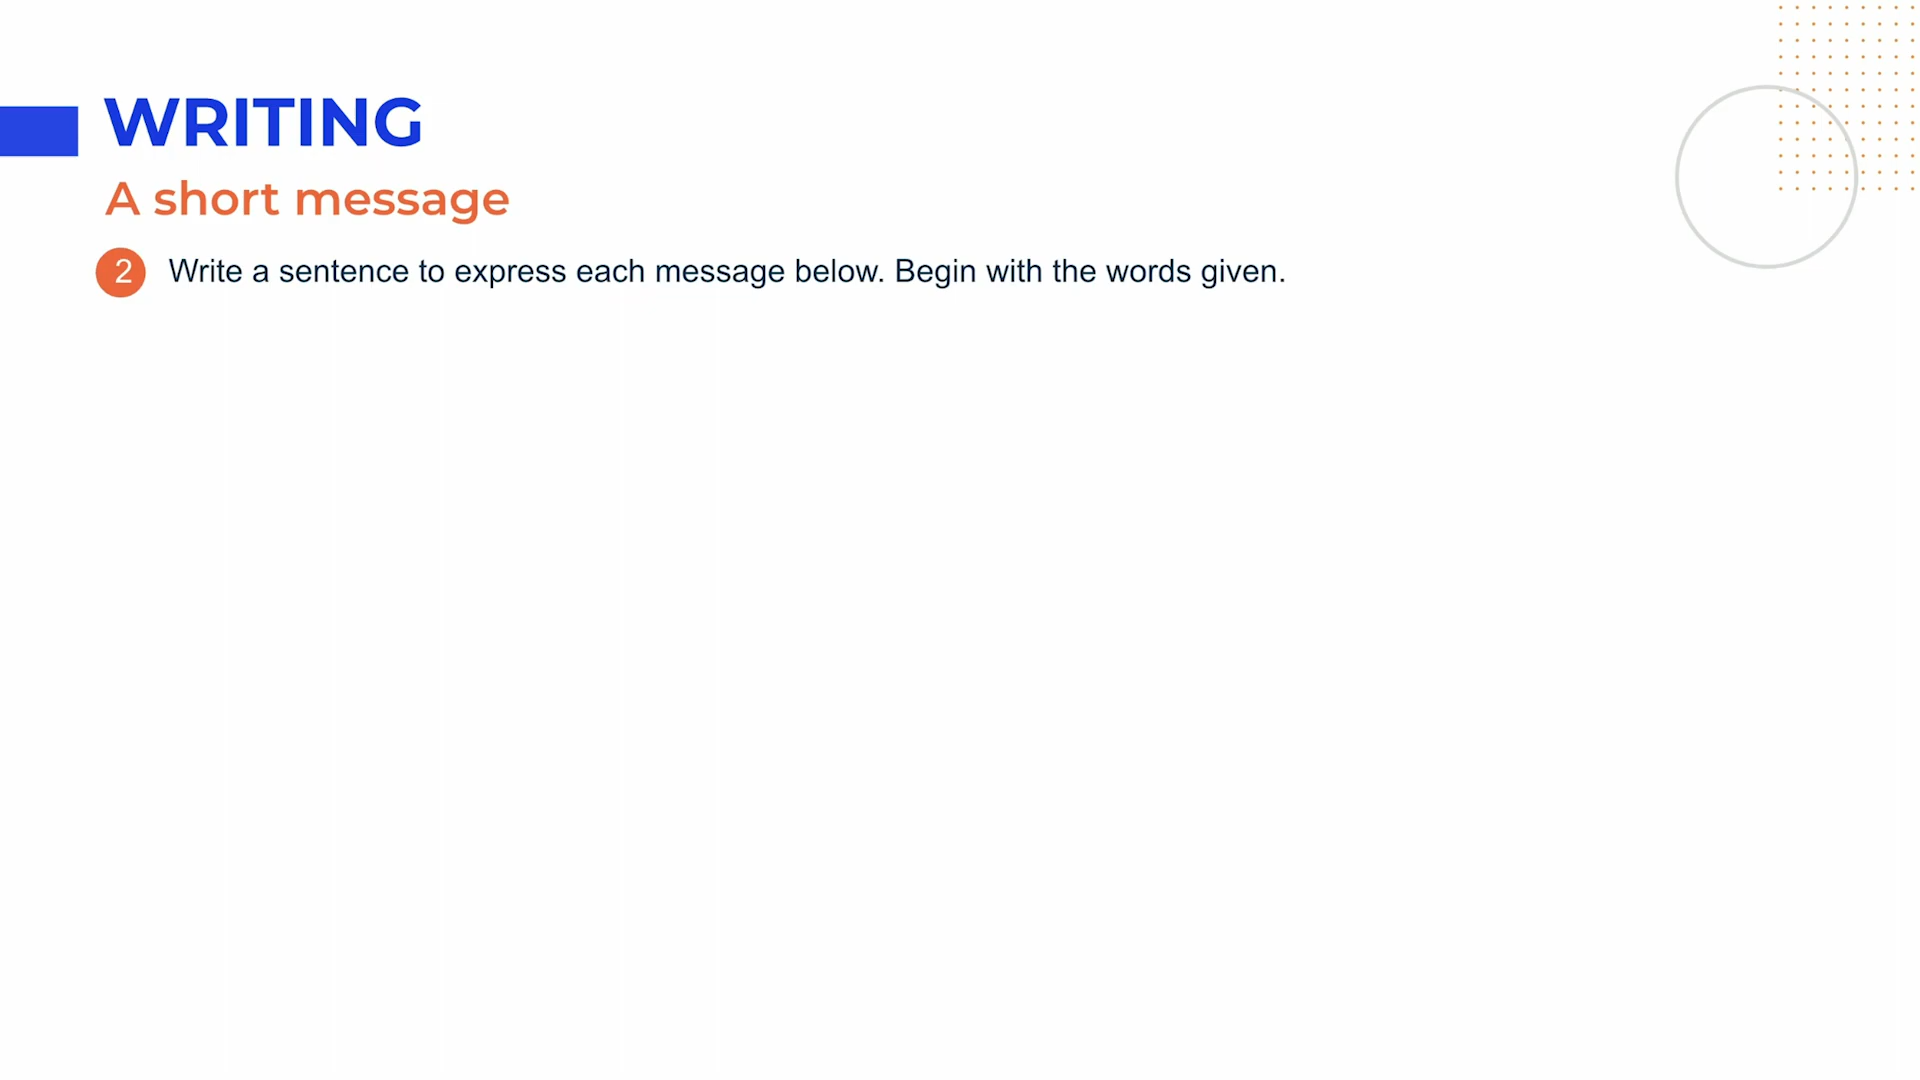 WRITING
A short message
2 Write a sentence to express each message below. Begin with the words given.